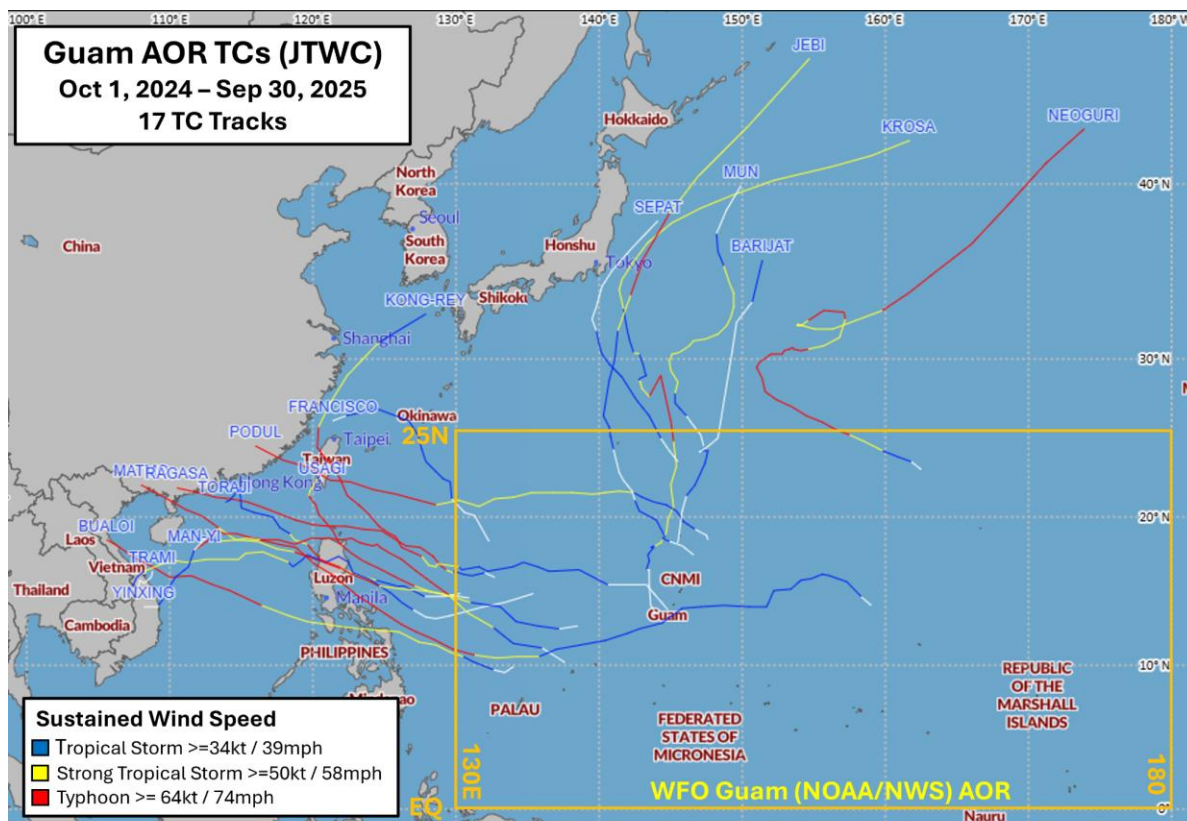 100° E
110° E
120° E
130° E
140° E
150° E
160° E
170° E
180° W
Guam AOR TCs (JTWC)
Oct 1, 2024 – Sep 30, 2025
17 TC Tracks
JEBI
NEOGURI
KROSA
Hokkaido
North
Korea
MUN
40° N
SEPAT
Seoul
South
Korea
China
Honshu
BARIJAT
Tokyo
Shikoku
KONG-REY
Shanghai
30° N
FRANCISCO
Okinawa
PODUL
25N
Taipei
Taiwan
USAGI
RAGASA
Hong Kong
TORAJI
20° N
BUALOI
MAN-YI
Laos
TRAMI
Vietnam
Luzon
CNMI
Thailand
YINXING
Manila
Guam
Cambodia
PHILIPPINES
10° N
REPUBLIC
OF THE
MARSHALL
ISLANDS
PALAU
FEDERATED
STATES OF
MICRONESIA
Sustained Wind Speed
Tropical Storm >=34kt / 39mph
Strong Tropical Storm >=50kt / 58mph
Typhoon >= 64kt / 74mph
130E
180
WFO Guam (NOAA/NWS) AOR
EQ
0°
Nauru